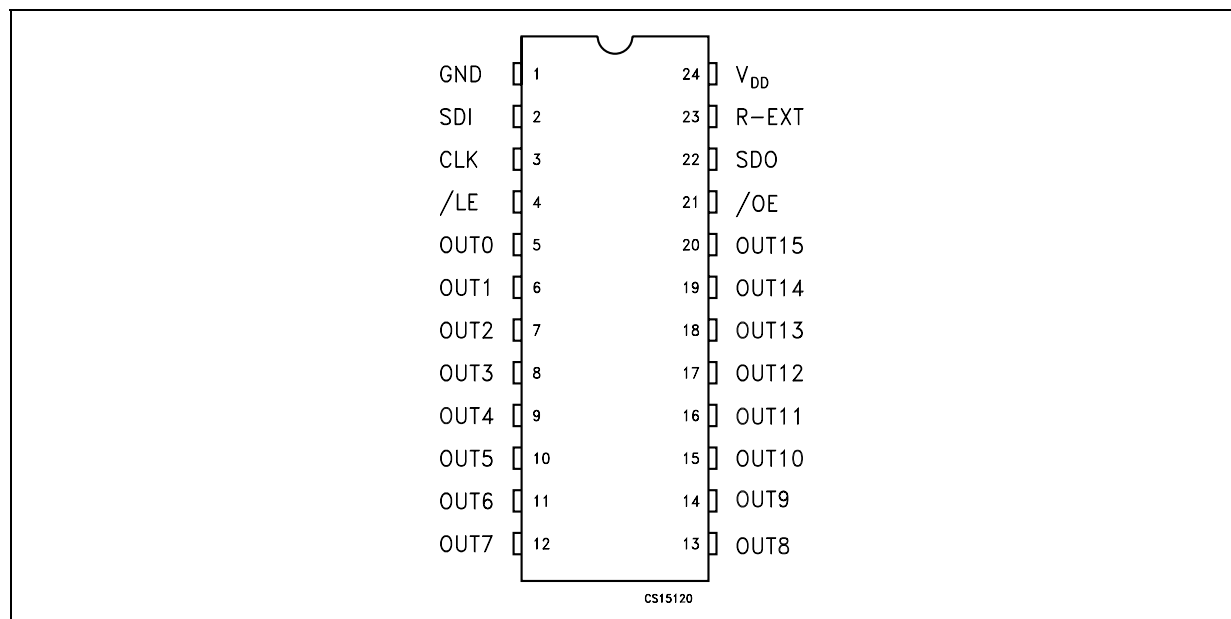 GND 1 24 VDD
SDI 2 23 R-EXT
CLK 3 22 SDO
/LE 4 21 /OE
OUT0 5 20 OUT15
OUT1 6 19 OUT14
OUT2 7 18 OUT13
OUT3 8 17 OUT12
OUT4 9 16 OUT11
OUT5 10 15 OUT10
OUT6 11 14 OUT9
OUT7 12 13 OUT8
CS15120